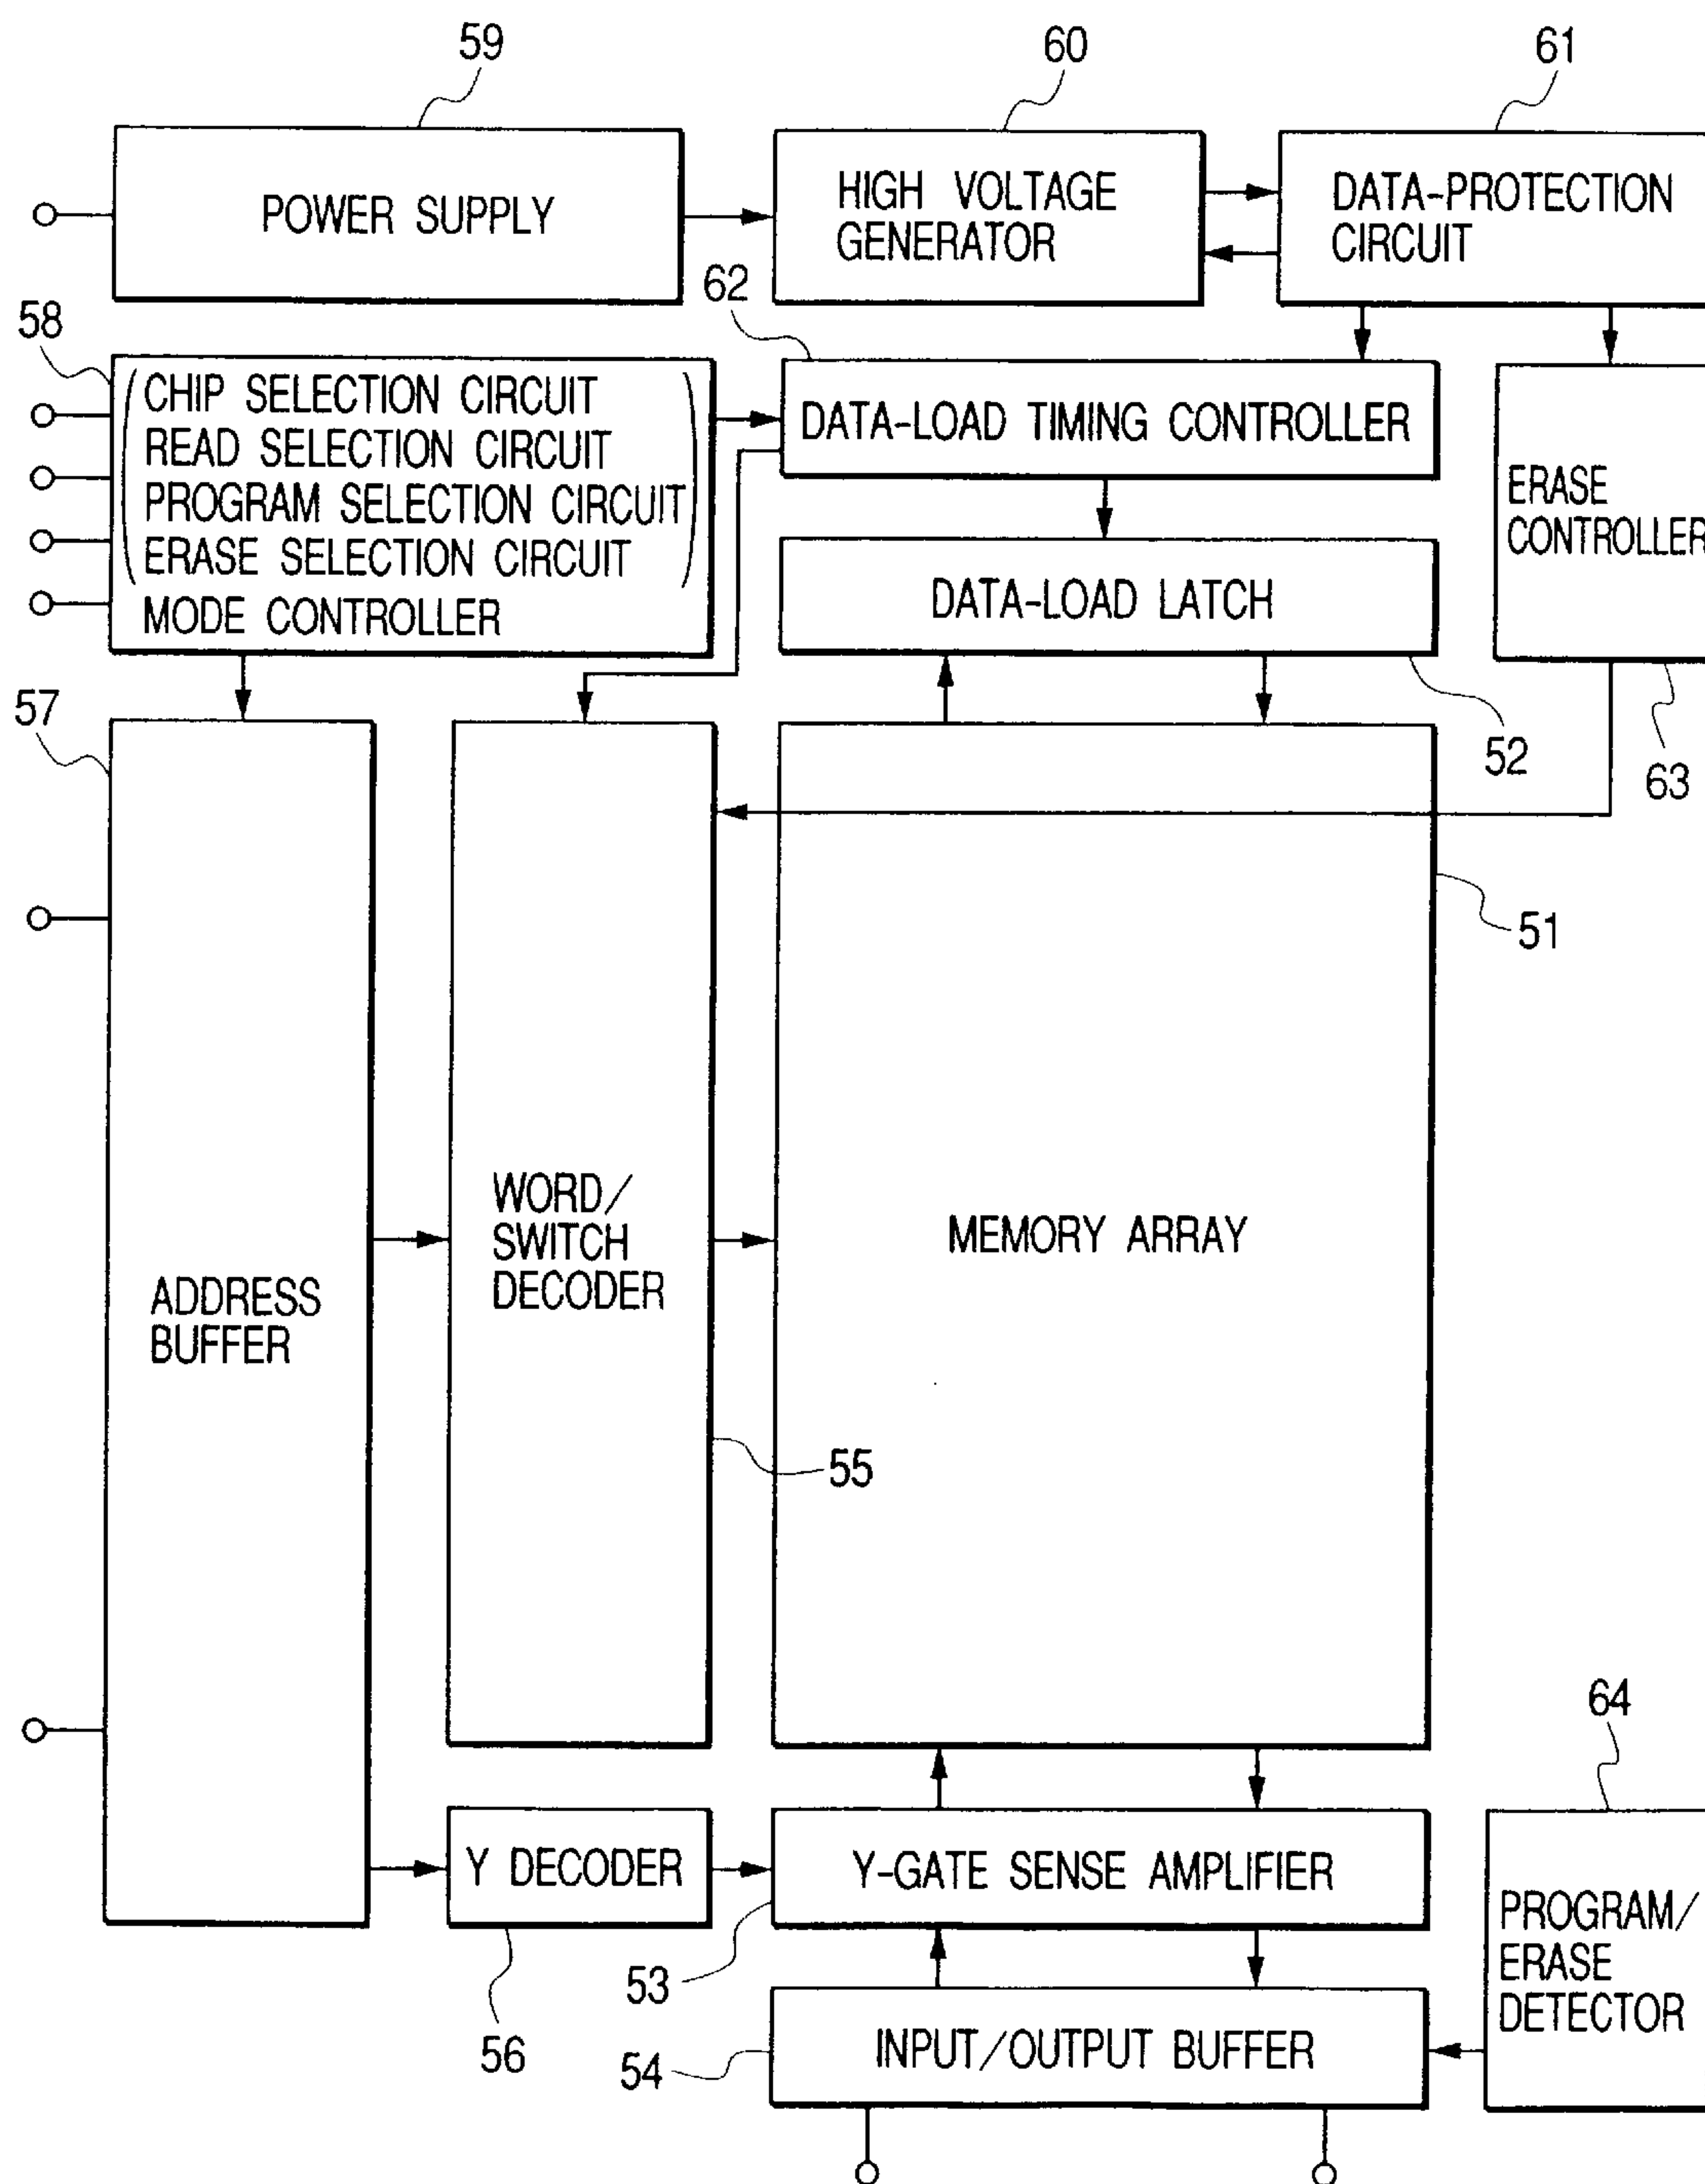 59
60
61
POWER SUPPLY
HIGH VOLTAGE
GENERATOR
DATA-PROTECTION
CIRCUIT
62
58
CHIP SELECTION CIRCUIT
READ SELECTION CIRCUIT
PROGRAM SELECTION CIRCUIT
ERASE SELECTION CIRCUIT
MODE CONTROLLER
DATA-LOAD TIMING CONTROLLER
ERASE
CONTROLLER
DATA-LOAD LATCH
57
52
63
51
WORD/
SWITCH
DECODER
MEMORY ARRAY
ADDRESS
BUFFER
55
64
Y DECODER
Y-GATE SENSE AMPLIFIER
PROGRAM/
ERASE
DETECTOR
53
56
54
INPUT/OUTPUT BUFFER